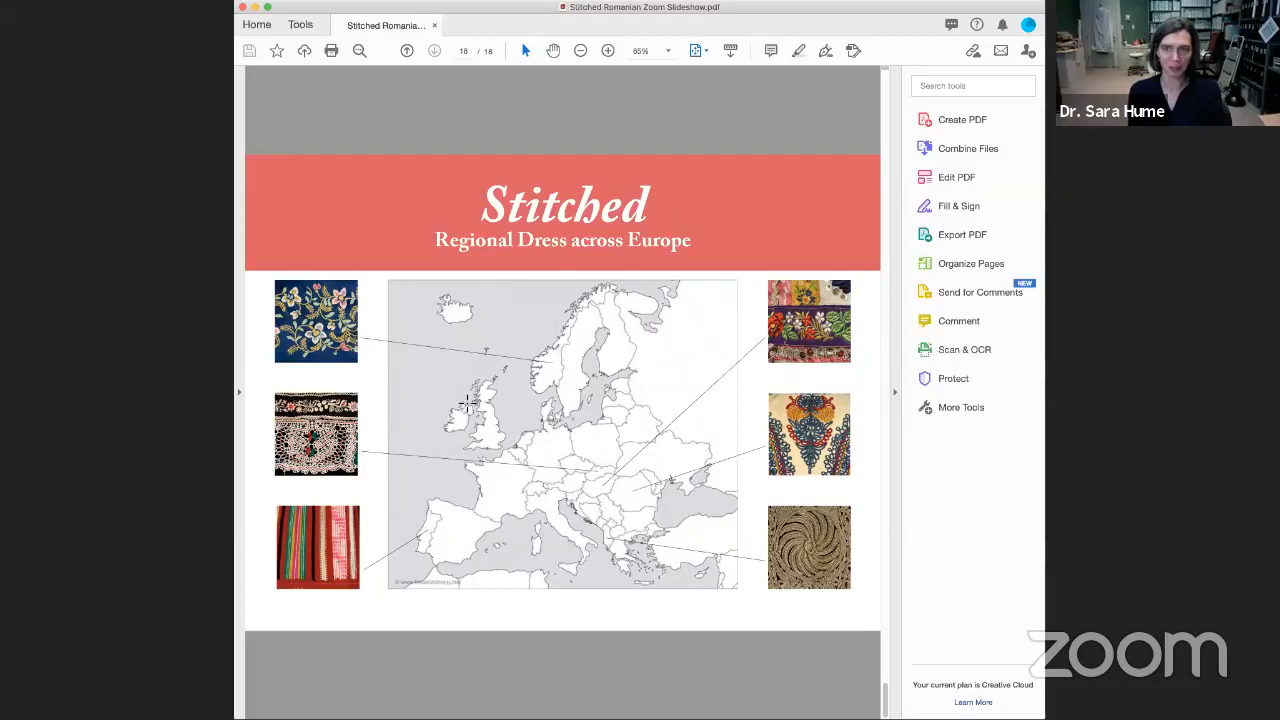 Stitched Romanian Zoom Slideshow.pdf
Home Tools Stitched Romania... ×
18 / 18 65%
Search tools
Create PDF
Combine Files
Edit PDF
Fill & Sign
Export PDF
Organize Pages
NEW
Send for Comments
Comment
Scan & OCR
Protect
More Tools
Your current plan is Creative Cloud
Learn More
Dr. Sara Hume
Stitched
Regional Dress across Europe
zoom